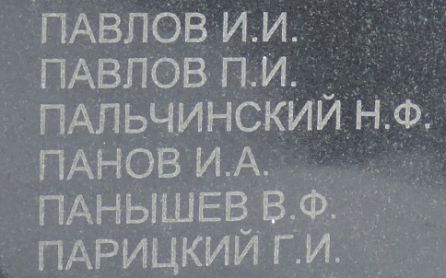 ПАВЛОВ И.И.
ПАВЛОВ П.И.
ПАЛЬЧИНСКИЙ Н.Ф.
ПАНОВ И.А.
ПАНЫШЕВ В.Ф.
ПАРИЦКИЙ Г.И.